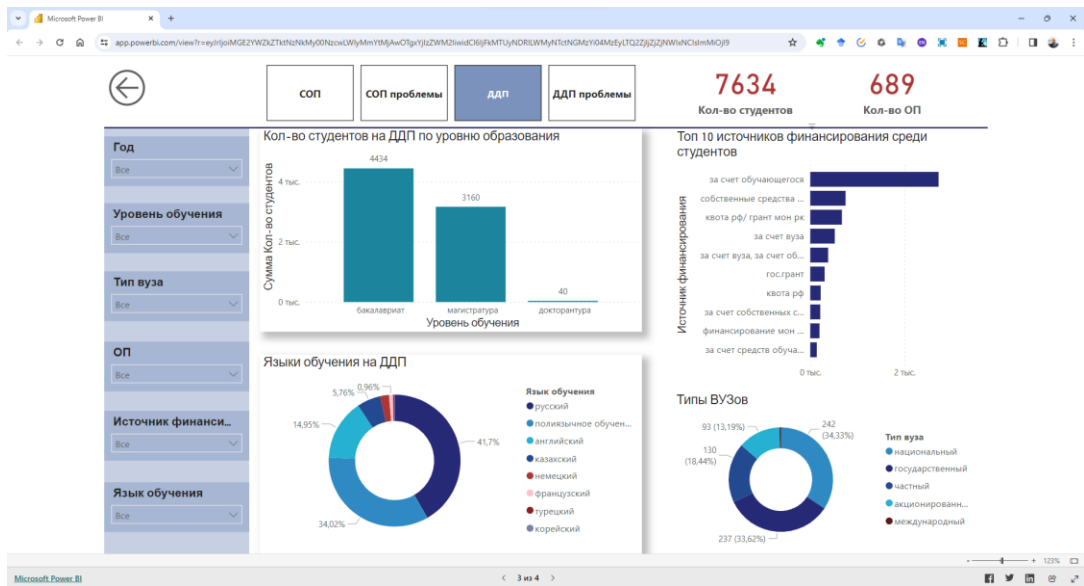 Microsoft Power BI
СОП
СОП проблемы
ДДП
ДДП проблемы
7634
Кол-во студентов
689
Кол-во ОП
Год
Все
Уровень обучения
Все
Тип вуза
Все
ОП
Все
Источник финанси...
Все
Язык обучения
Все
Кол-во студентов на ДДП по уровню образования
Сумма Кол-во студентов
4 тыс.
2 тыс.
0 тыс.
4434
3160
40
бакалавриат
магистратура
докторантура
Уровень обучения
Топ 10 источников финансирования среди
студентов
Источник финансирования
за счет обучающегося
собственные средства ...
квота рф/ грант мон рк
за счет вуза
за счет вуза, за счет об...
гос.грант
квота рф
за счет собственных с...
финансирование мон ...
за счет средств обуча...
0 тыс.
2 тыс.
Языки обучения на ДДП
5,76%
0,96%
14,95%
41,7%
34,02%
Язык обучения
русский
полиязычное обучен...
английский
казахский
немецкий
французский
турецкий
корейский
Типы ВУЗов
93 (13,19%)
242
(34,33%)
130
(18,44%)
237 (33,62%)
Тип вуза
национальный
государственный
частный
акционированн...
международный
123%
Microsoft Power BI
3 из 4